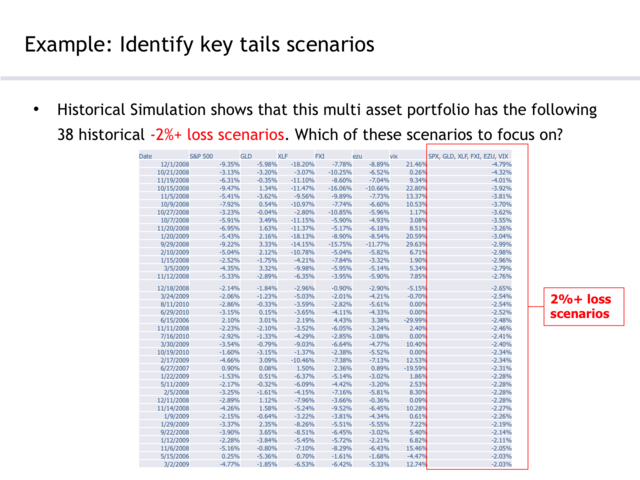 Example: Identify key tails scenarios
• Historical Simulation shows that this multi asset portfolio has the following
38 historical -2%+ loss scenarios. Which of these scenarios to focus on?
Date S&P 500 GLD XLF FXI ezu vix SPX, GLD, XLF, FXI, EZU, VIX
12/1/2008 -9.35% -5.98% -18.20% -7.78% -8.89% 21.46% -4.79%
10/21/2008 -3.13% -3.20% -3.07% -10.25% -6.52% 0.26% -4.32%
11/19/2008 -6.31% -0.35% -11.10% -8.60% -7.04% 9.34% -4.01%
10/15/2008 -9.47% 1.34% -11.47% -16.06% -10.66% 22.80% -3.92%
11/5/2008 -5.41% -3.62% -9.56% -9.89% -7.73% 13.37% -3.81%
10/9/2008 -7.92% 0.54% -10.97% -7.74% -6.60% 10.53% -3.70%
10/27/2008 -3.23% -0.04% -2.80% -10.85% -5.96% 1.17% -3.62%
10/7/2008 -5.91% 3.49% -11.15% -5.90% -4.93% 3.08% -3.55%
11/20/2008 -6.95% 1.63% -11.37% -5.17% -6.18% 8.51% -3.26%
1/20/2009 -5.43% 2.16% -18.13% -8.90% -8.54% 20.59% -3.04%
9/29/2008 -9.22% 3.33% -14.15% -15.75% -11.77% 29.63% -2.99%
2/10/2009 -5.04% 2.12% -10.78% -5.04% -5.82% 6.71% -2.98%
1/15/2008 -2.52% -1.75% -4.21% -7.84% -3.32% 1.90% -2.96%
3/5/2009 -4.35% 3.32% -9.98% -5.95% -5.14% 5.34% -2.79%
11/12/2008 -5.33% -2.89% -6.35% -3.95% -5.90% 7.85% -2.76%
12/18/2008 -2.14% -1.84% -2.96% -0.90% -2.90% -5.15% -2.65%
3/24/2009 -2.06% -1.23% -5.03% -2.01% -4.21% -0.70% -2.54%
8/11/2010 -2.86% -0.33% -3.59% -2.82% -5.61% 0.00% -2.54%
6/29/2010 -3.15% 0.15% -3.65% -4.11% -4.33% 0.00% -2.52%
6/15/2006 2.10% 3.01% 2.19% 4.43% 3.38% -29.99% -2.48%
11/11/2008 -2.23% -2.10% -3.52% -6.05% -3.24% 2.40% -2.46%
7/16/2010 -2.92% -1.33% -4.29% -2.85% -3.08% 0.00% -2.41%
3/30/2009 -3.54% -0.79% -9.03% -6.64% -4.77% 10.40% -2.40%
10/19/2010 -1.60% -3.15% -1.37% -2.38% -5.52% 0.00% -2.34%
2/17/2009 -4.66% 3.09% -10.46% -7.38% -7.13% 12.53% -2.34%
6/27/2007 0.90% 0.08% 1.50% 2.36% 0.89% -19.59% -2.31%
1/22/2009 -1.53% 0.51% -6.37% -5.14% -3.02% 1.86% -2.28%
5/11/2009 -2.17% -0.32% -6.09% -4.42% -3.20% 2.53% -2.28%
2/5/2008 -3.25% -1.61% -4.15% -7.16% -5.81% 8.30% -2.28%
12/11/2008 -2.89% 1.12% -7.96% -3.66% -0.36% 0.09% -2.28%
11/14/2008 -4.26% 1.58% -5.24% -9.52% -6.45% 10.28% -2.27%
1/9/2009 -2.15% -0.64% -3.22% -3.81% -4.34% 0.61% -2.26%
1/29/2009 -3.37% 2.35% -8.26% -5.51% -5.55% 7.22% -2.19%
9/22/2008 -3.90% 3.65% -8.51% -6.45% -3.02% 5.40% -2.14%
1/12/2009 -2.28% -3.84% -5.45% -5.72% -2.21% 6.82% -2.11%
11/6/2008 -5.16% -0.80% -7.10% -8.29% -6.43% 15.46% -2.05%
5/15/2006 0.25% -5.36% 0.70% -1.61% -1.68% -4.47% -2.03%
3/2/2009 -4.77% -1.85% -6.53% -6.42% -5.33% 12.74% -2.03%
2%+ loss
scenarios